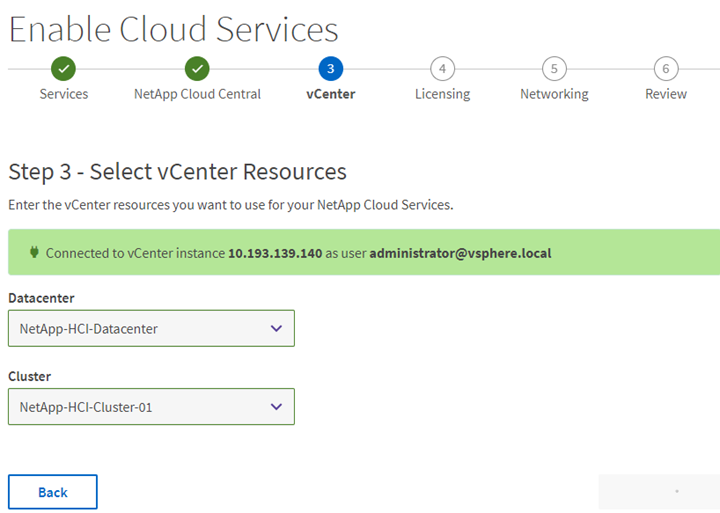 Enable Cloud Services
3 4 5 6
Services NetApp Cloud Central vCenter Licensing Networking Review
Step 3 - Select vCenter Resources
Enter the vCenter resources you want to use for your NetApp Cloud Services.
Connected to vCenter instance 10.193.139.140 as user administrator@vsphere.local
Datacenter
NetApp-HCI-Datacenter
Cluster
NetApp-HCI-Cluster-01
Back